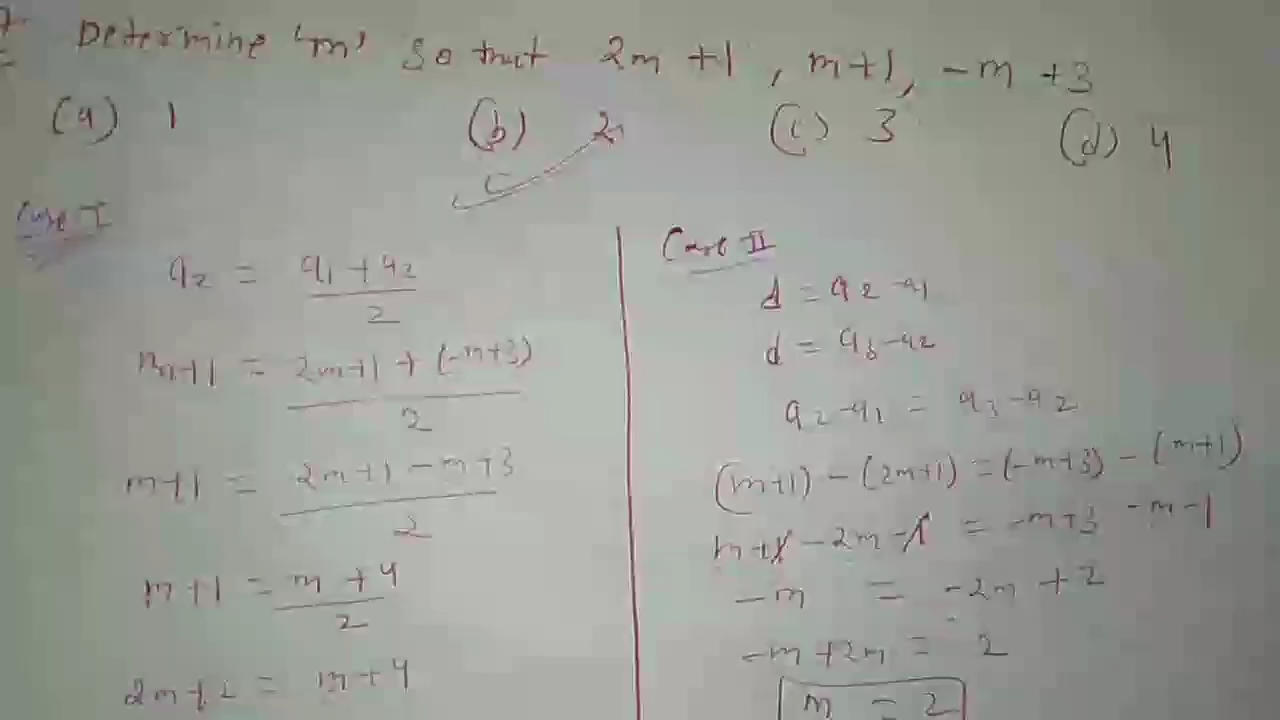 7. Determine 'm' so that 2m +1 , m+1, -m +3
(a) 1 (b) 2 (c) 3 (d) 4
Case I
a2 = a1 + a2 / 2
m+1 = 2m+1 + (-m+3) / 2
m+1 = 2m+1 -m+3 / 2
m+1 = m +4 / 2
2m+2 = m+4
Case II
d = a2 -a1
d = a3 -a2
a2 -a1 = a3 -a2
(m+1) - (2m+1) = (-m+3) - (m+1)
m+1 - 2m -1 = -m+3 -m-1
-m = -2m +2
-m+2m = 2
m = 2